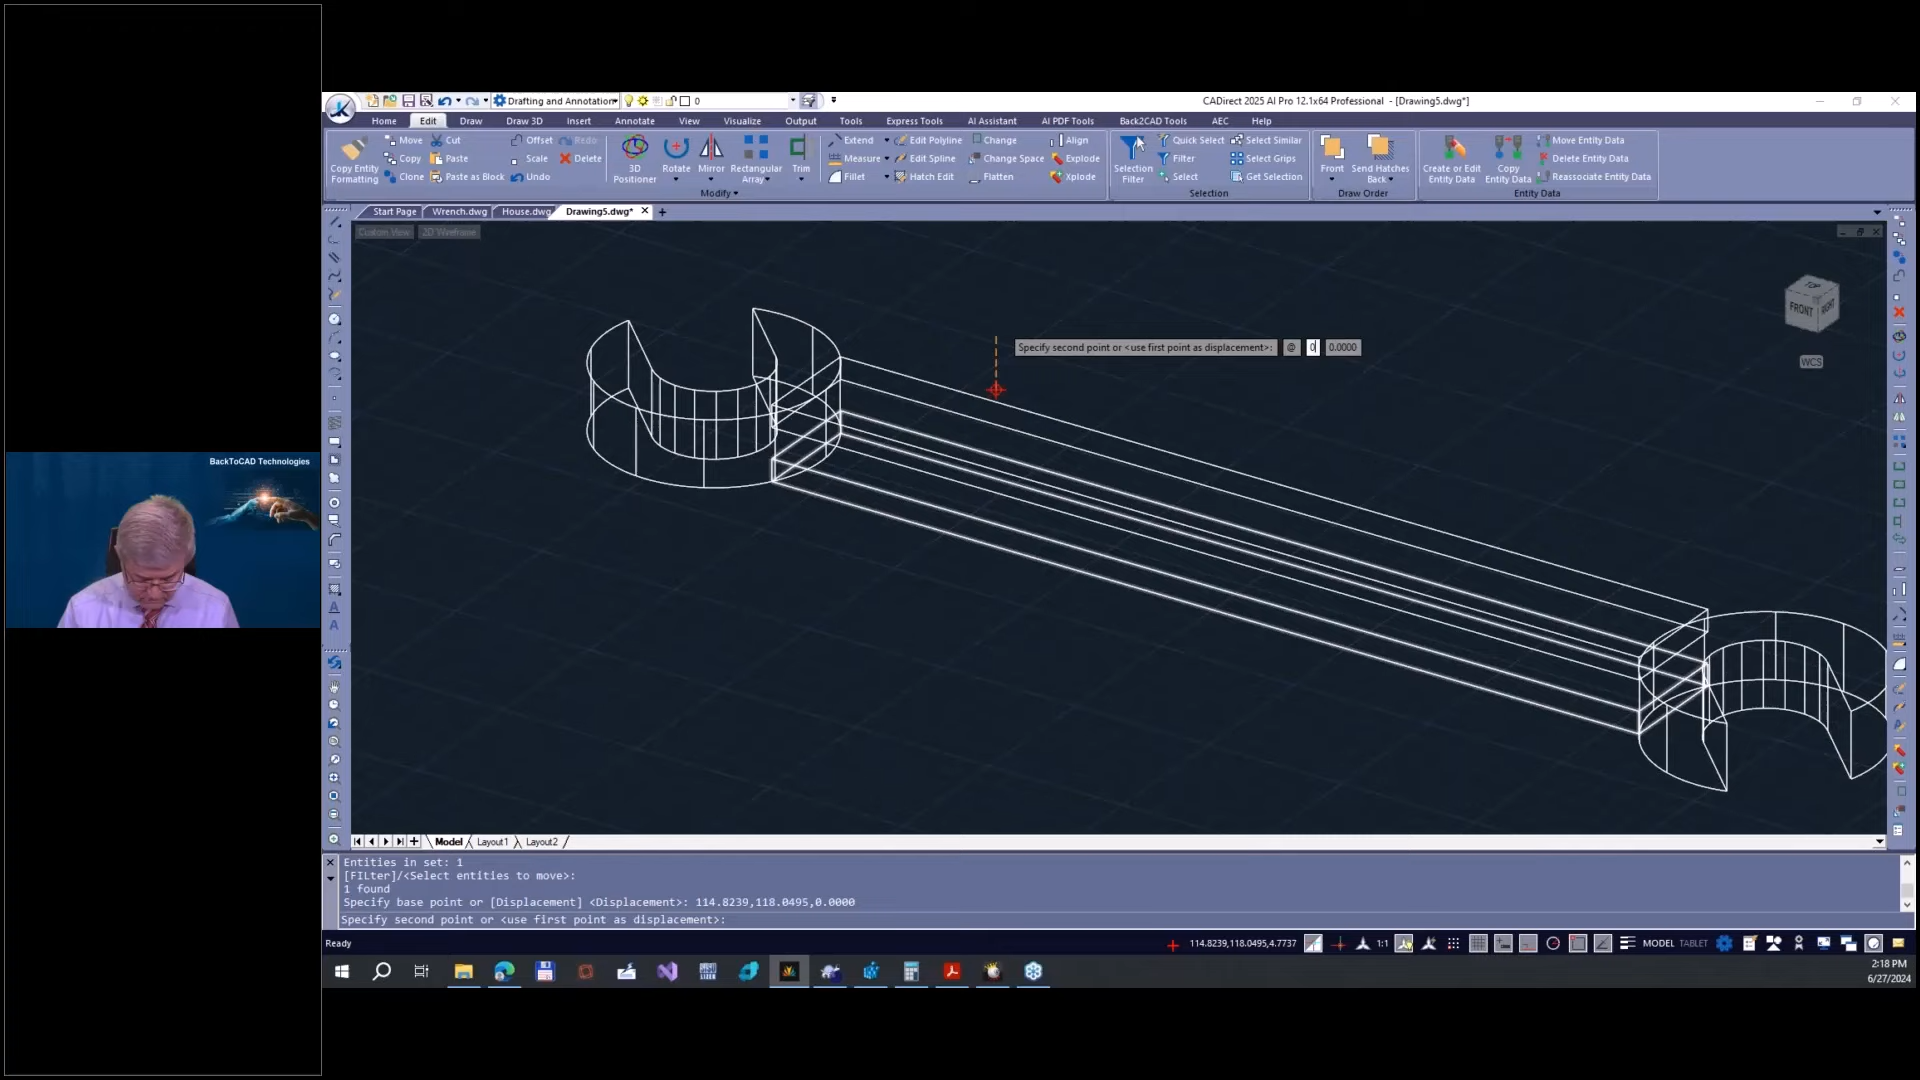 CADirect 2025 AI Pro 12.1x64 Professional - [Drawing5.dwg*]
Drafting and Annotation
0
Home Edit Draw Draw 3D Insert Annotate View Visualize Output Tools Express Tools AI Assistant AI PDF Tools Back2CAD Tools AEC Help
Copy Entity Formatting
Move
Copy
Clone
Cut
Paste
Paste as Block
Offset
Scale
Undo
Redo
Delete
3D Positioner
Rotate
Mirror
Rectangular Array
Trim
Extend
Measure
Fillet
Edit Polyline
Edit Spline
Hatch Edit
Change
Change Space
Flatten
Align
Explode
Xplode
Selection Filter
Quick Select
Filter
Select
Select Similar
Select Grips
Get Selection
Front
Send Hatches Back
Create or Edit Entity Data
Copy Entity Data
Move Entity Data
Delete Entity Data
Reassociate Entity Data
Modify
Selection
Draw Order
Entity Data
Start Page Wrench.dwg House.dwg Drawing5.dwg*
Custom View 2D Wireframe
TOP
FRONT
RIGHT
WCS
Specify second point or <use first point as displacement>: @ 0 0.0000
BackToCAD Technologies
Model Layout1 Layout2
Entities in set: 1
[FILter]/<Select entities to move>:
1 found
Specify base point or [Displacement] <Displacement>: 114.8239,118.0495,0.0000
Specify second point or <use first point as displacement>:
Ready
114.8239,118.0495,4.7737
1:1
MODEL TABLET
2:18 PM
6/27/2024